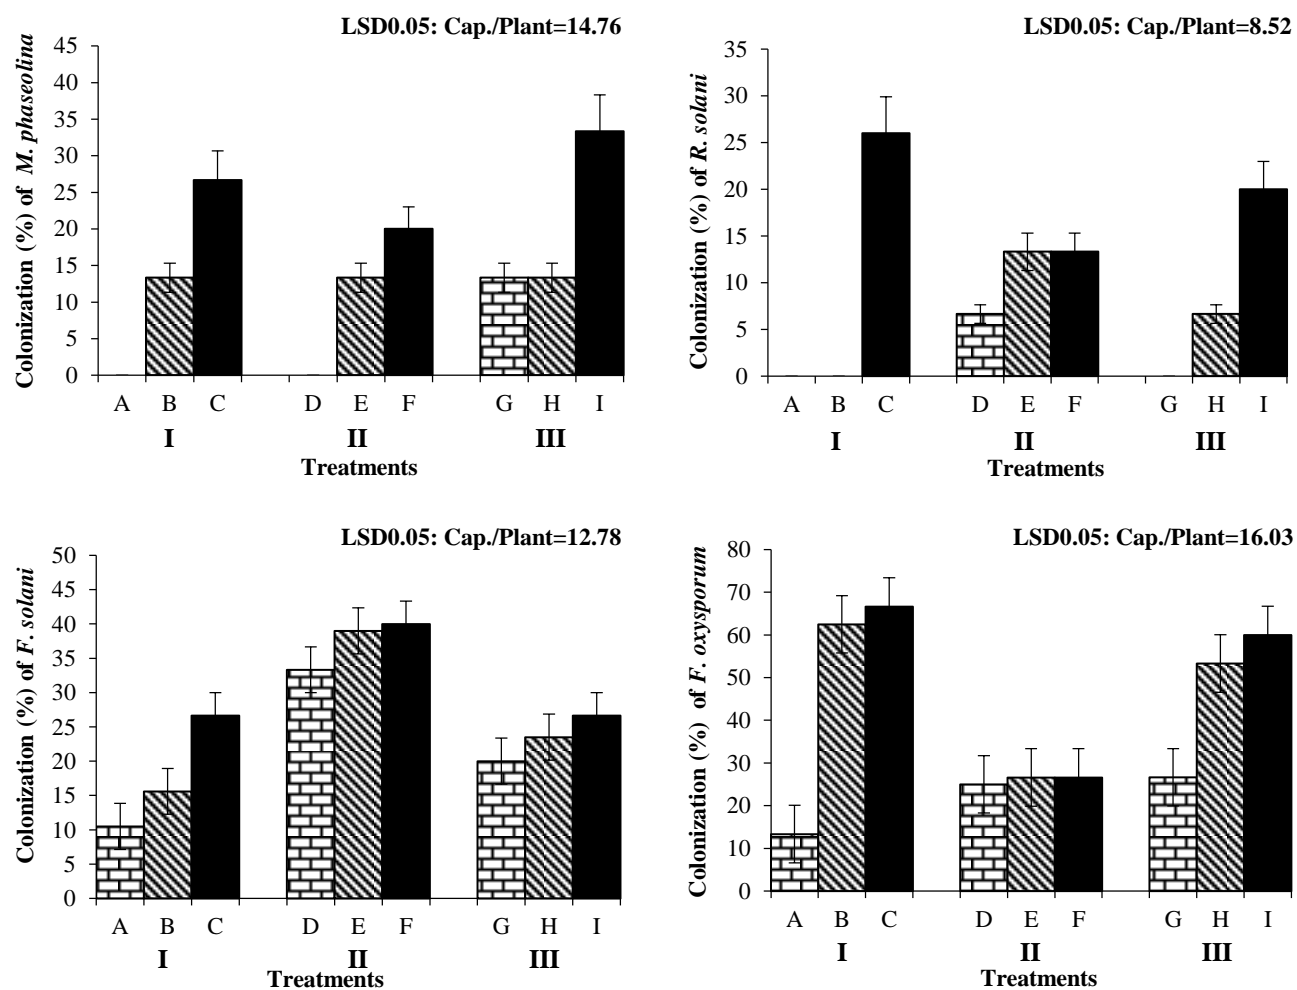 LSD0.05: Cap./Plant=14.76
Colonization (%) of M. phaseolina
45
40
35
30
25
20
15
10
5
0
A B C D E F G H I
I II III
Treatments
LSD0.05: Cap./Plant=8.52
Colonization (%) of R. solani
35
30
25
20
15
10
5
0
A B C D E F G H I
I II III
Treatments
LSD0.05: Cap./Plant=12.78
Colonization (%) of F. solani
50
45
40
35
30
25
20
15
10
5
0
A B C D E F G H I
I II III
Treatments
LSD0.05: Cap./Plant=16.03
Colonization (%) of F. oxysporum
80
70
60
50
40
30
20
10
0
A B C D E F G H I
I II III
Treatments